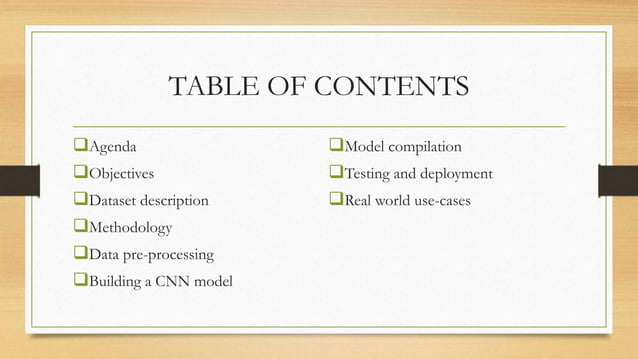 TABLE OF CONTENTS
❑Agenda
❑Objectives
❑Dataset description
❑Methodology
❑Data pre-processing
❑Building a CNN model
❑Model compilation
❑Testing and deployment
❑Real world use-cases